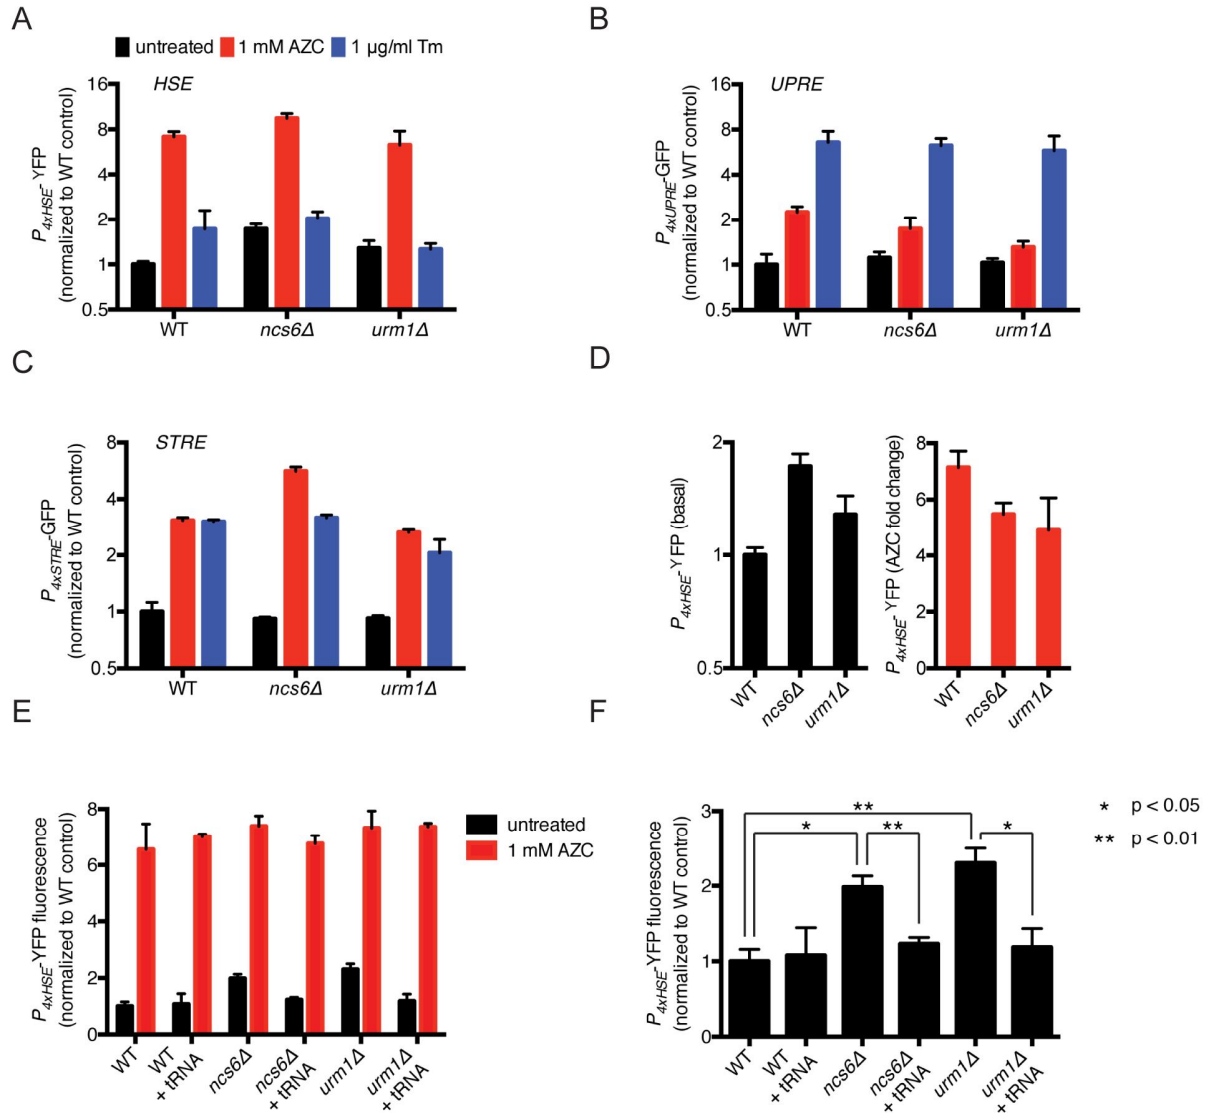 A
untreated 1 mM AZC 1 µg/ml Tm
HSE
P4xHSE- YFP
(normalized to WT control)
16
8
4
2
1
0.5
WT ncs6Δ urm1Δ
B
UPRE
P4xUPRE-GFP
(normalized to WT control)
16
8
4
2
1
0.5
WT ncs6Δ urm1Δ
C
STRE
P4xSTRE-GFP
(normalized to WT control)
8
4
2
1
0.5
WT ncs6Δ urm1Δ
D
P4xHSE-YFP (basal)
2
1
0.5
WT ncs6Δ urm1Δ
P4xHSE-YFP (AZC fold change)
8
6
4
2
0
WT ncs6Δ urm1Δ
E
P4xHSE-YFP fluorescence
(normalized to WT control)
8
6
4
2
0
WT
WT
+ tRNA
ncs6Δ
ncs6Δ
+ tRNA
urm1Δ
urm1Δ
+ tRNA
untreated
1 mM AZC
F
P4xHSE-YFP fluorescence
(normalized to WT control)
3
2
1
0
**
* ** *
WT
WT
+ tRNA
ncs6Δ
ncs6Δ
+ tRNA
urm1Δ
urm1Δ
+ tRNA
* p < 0.05
** p < 0.01